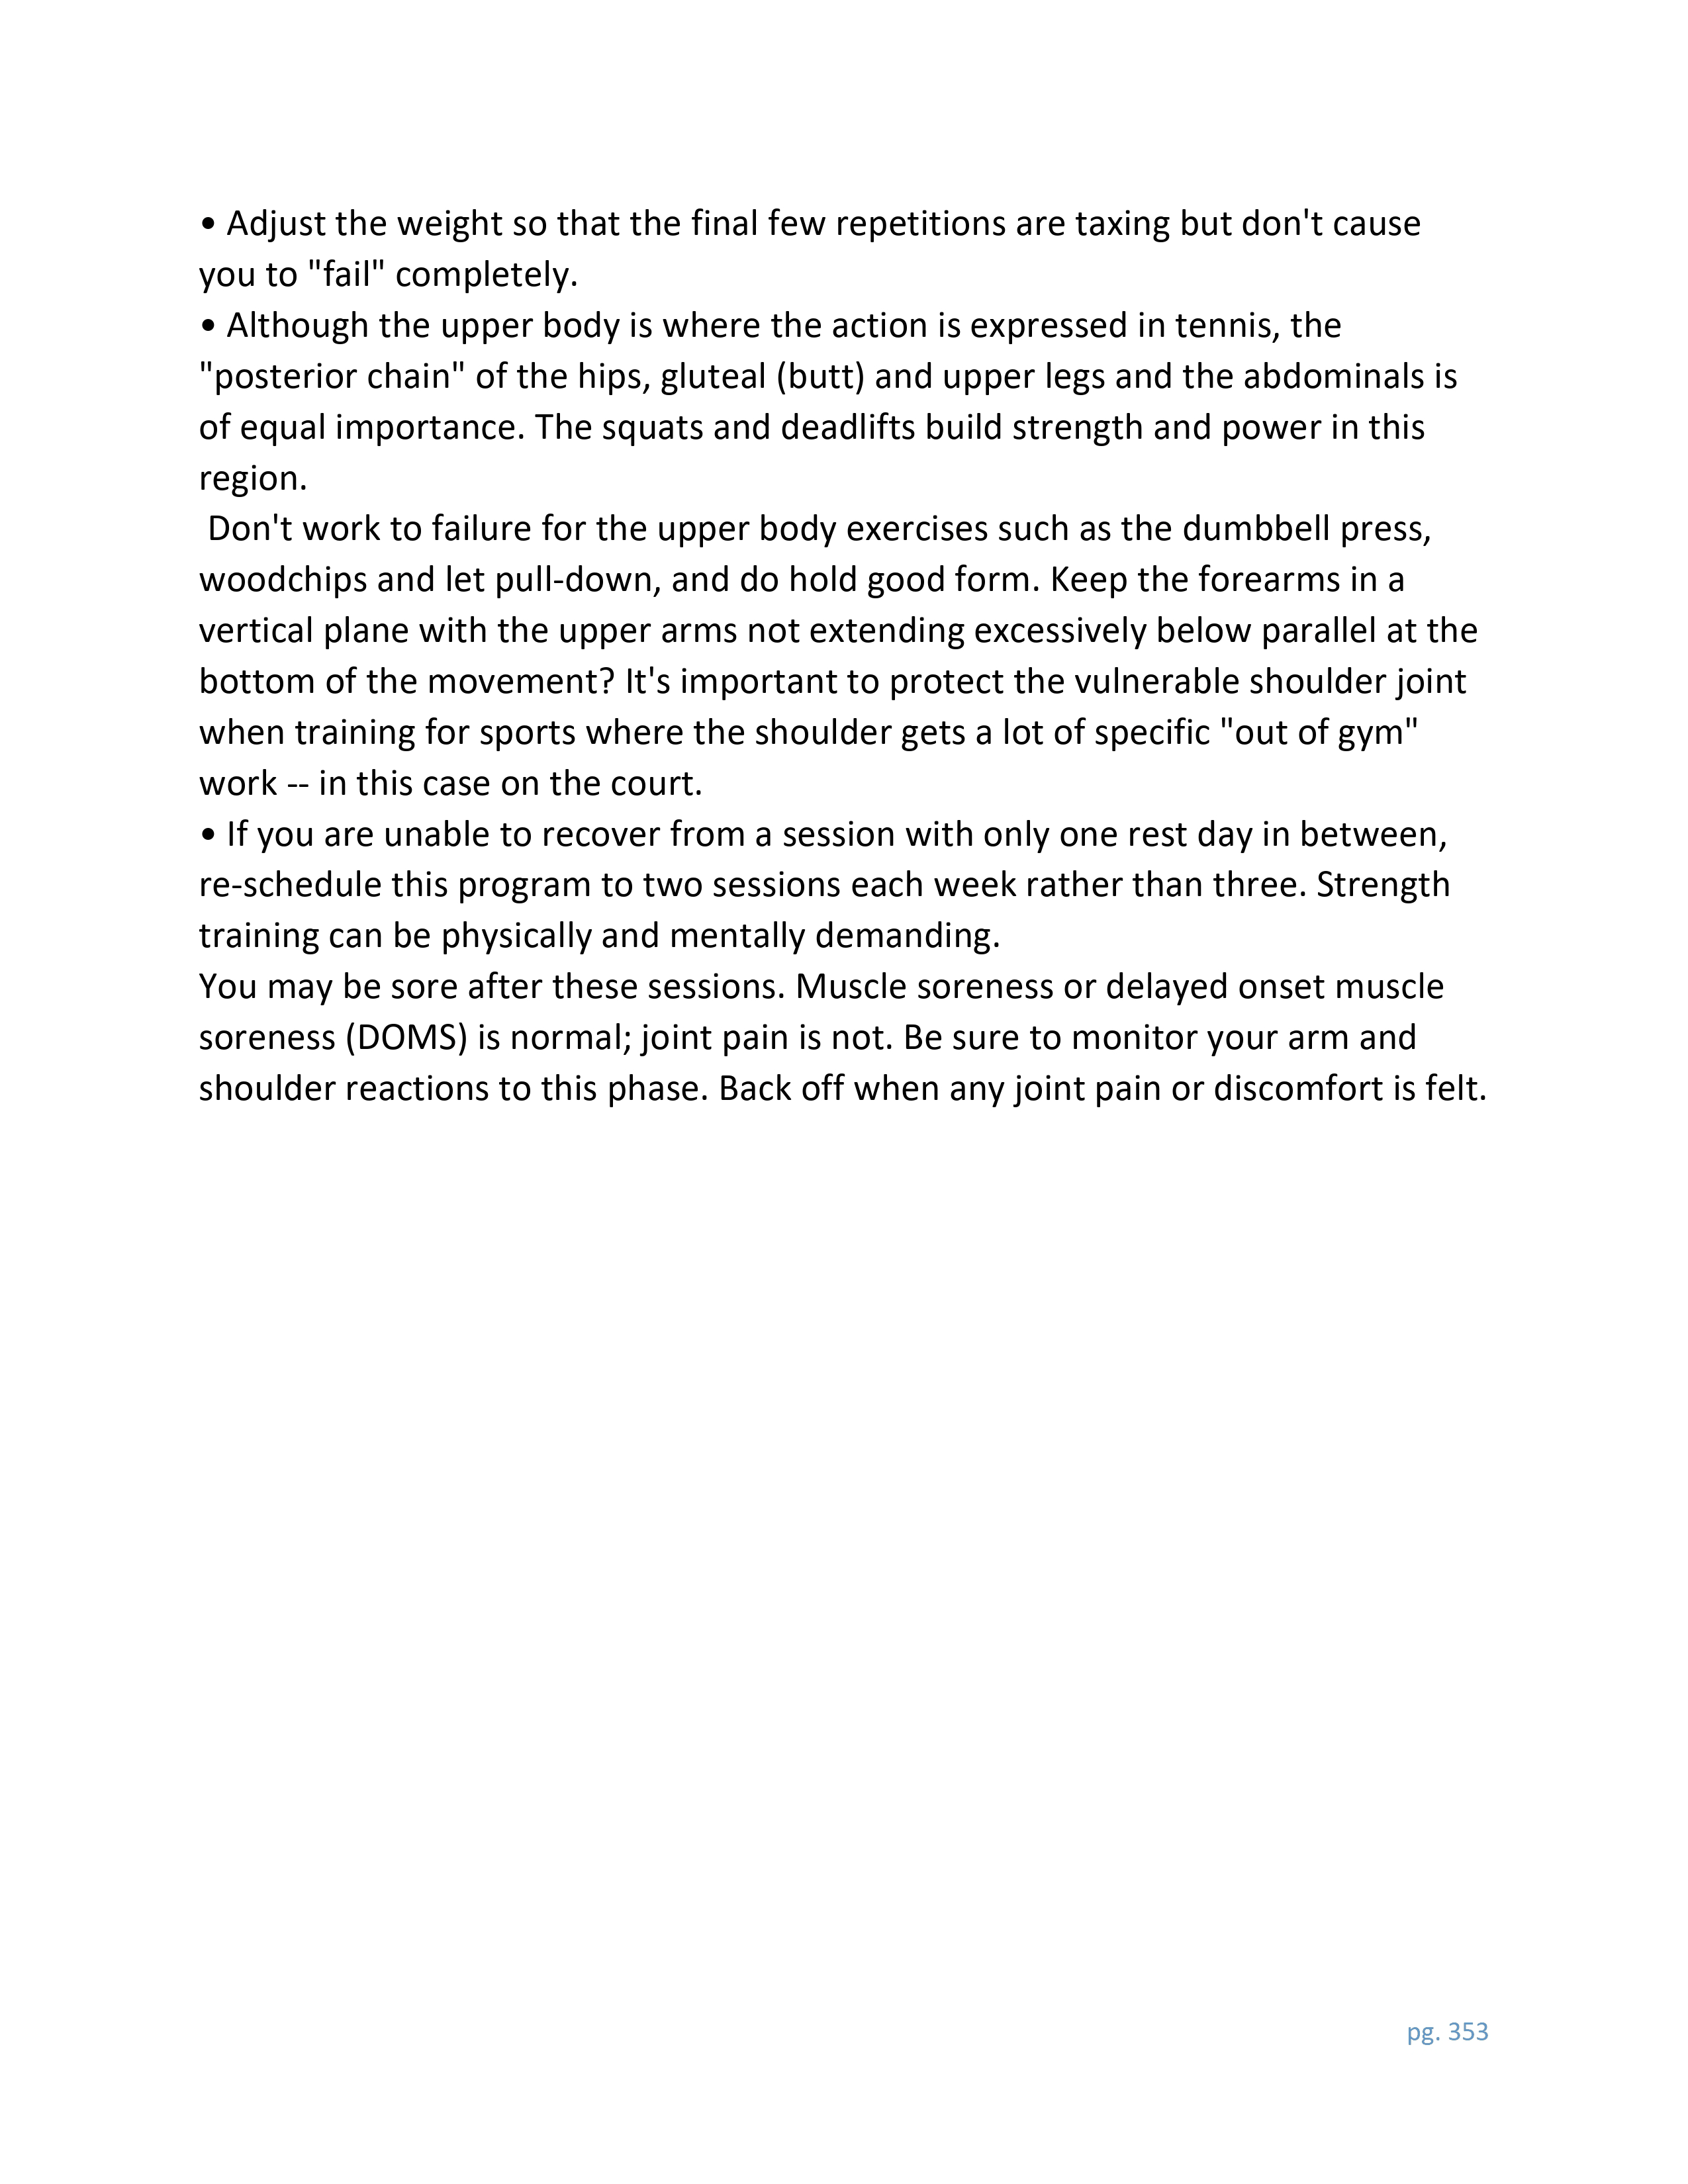 • Adjust the weight so that the final few repetitions are taxing but don't cause
you to "fail" completely.
• Although the upper body is where the action is expressed in tennis, the
"posterior chain" of the hips, gluteal (butt) and upper legs and the abdominals is
of equal importance. The squats and deadlifts build strength and power in this
region.
Don't work to failure for the upper body exercises such as the dumbbell press,
woodchips and let pull-down, and do hold good form. Keep the forearms in a
vertical plane with the upper arms not extending excessively below parallel at the
bottom of the movement? It's important to protect the vulnerable shoulder joint
when training for sports where the shoulder gets a lot of specific "out of gym"
work -- in this case on the court.
• If you are unable to recover from a session with only one rest day in between,
re-schedule this program to two sessions each week rather than three. Strength
training can be physically and mentally demanding.
You may be sore after these sessions. Muscle soreness or delayed onset muscle
soreness (DOMS) is normal; joint pain is not. Be sure to monitor your arm and
shoulder reactions to this phase. Back off when any joint pain or discomfort is felt.
pg. 353